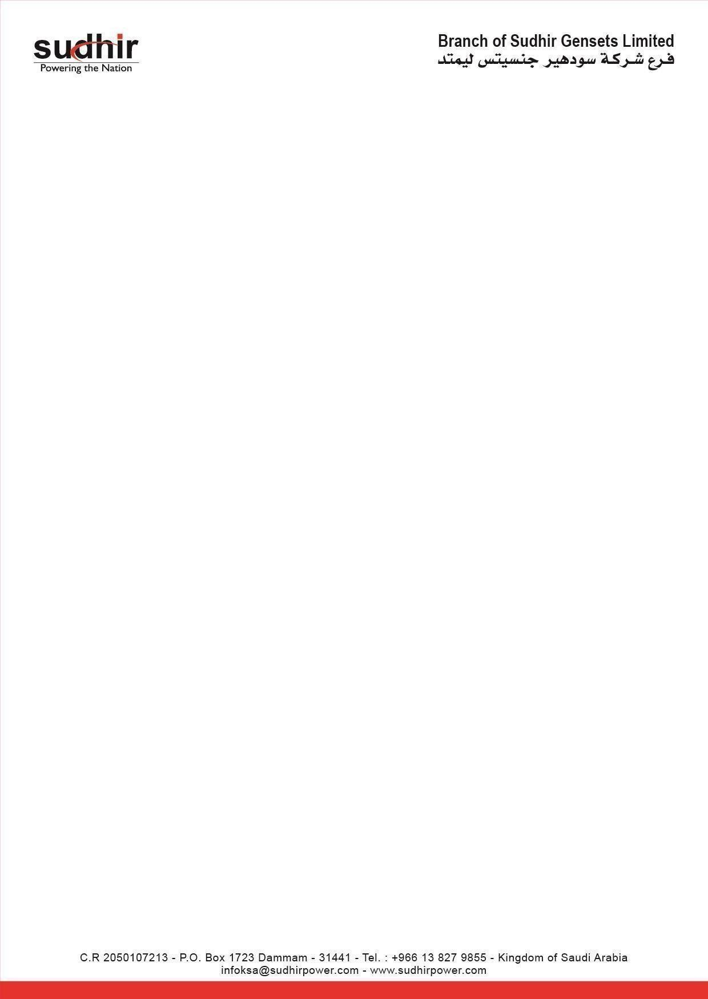 sudhir
Powering the Nation
Branch of Sudhir Gensets Limited
فرع شركة سودهير جنسيتس ليمتد
C.R 2050107213 - P.O. Box 1723 Dammam - 31441 - Tel. : +966 13 827 9855 - Kingdom of Saudi Arabia
infoksa@sudhirpower.com - www.sudhirpower.com